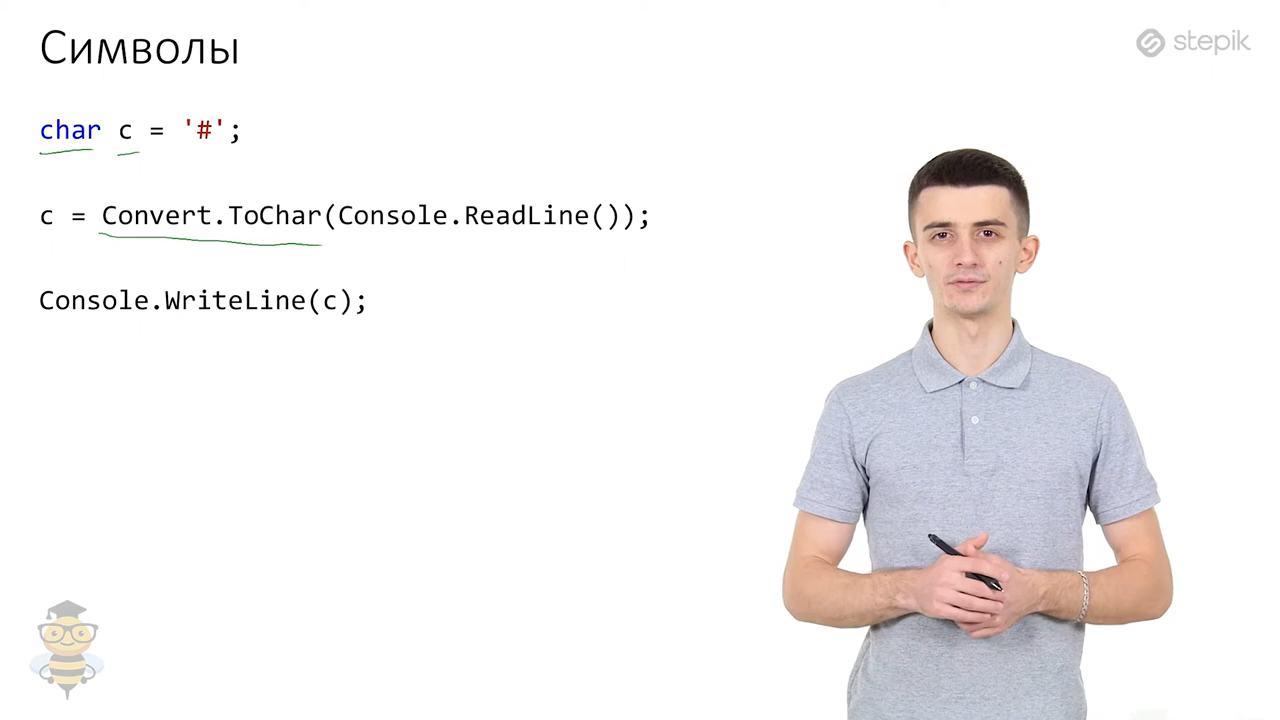 Символы
stepik
char c = '#';
c = Convert.ToChar(Console.ReadLine());
Console.WriteLine(c);